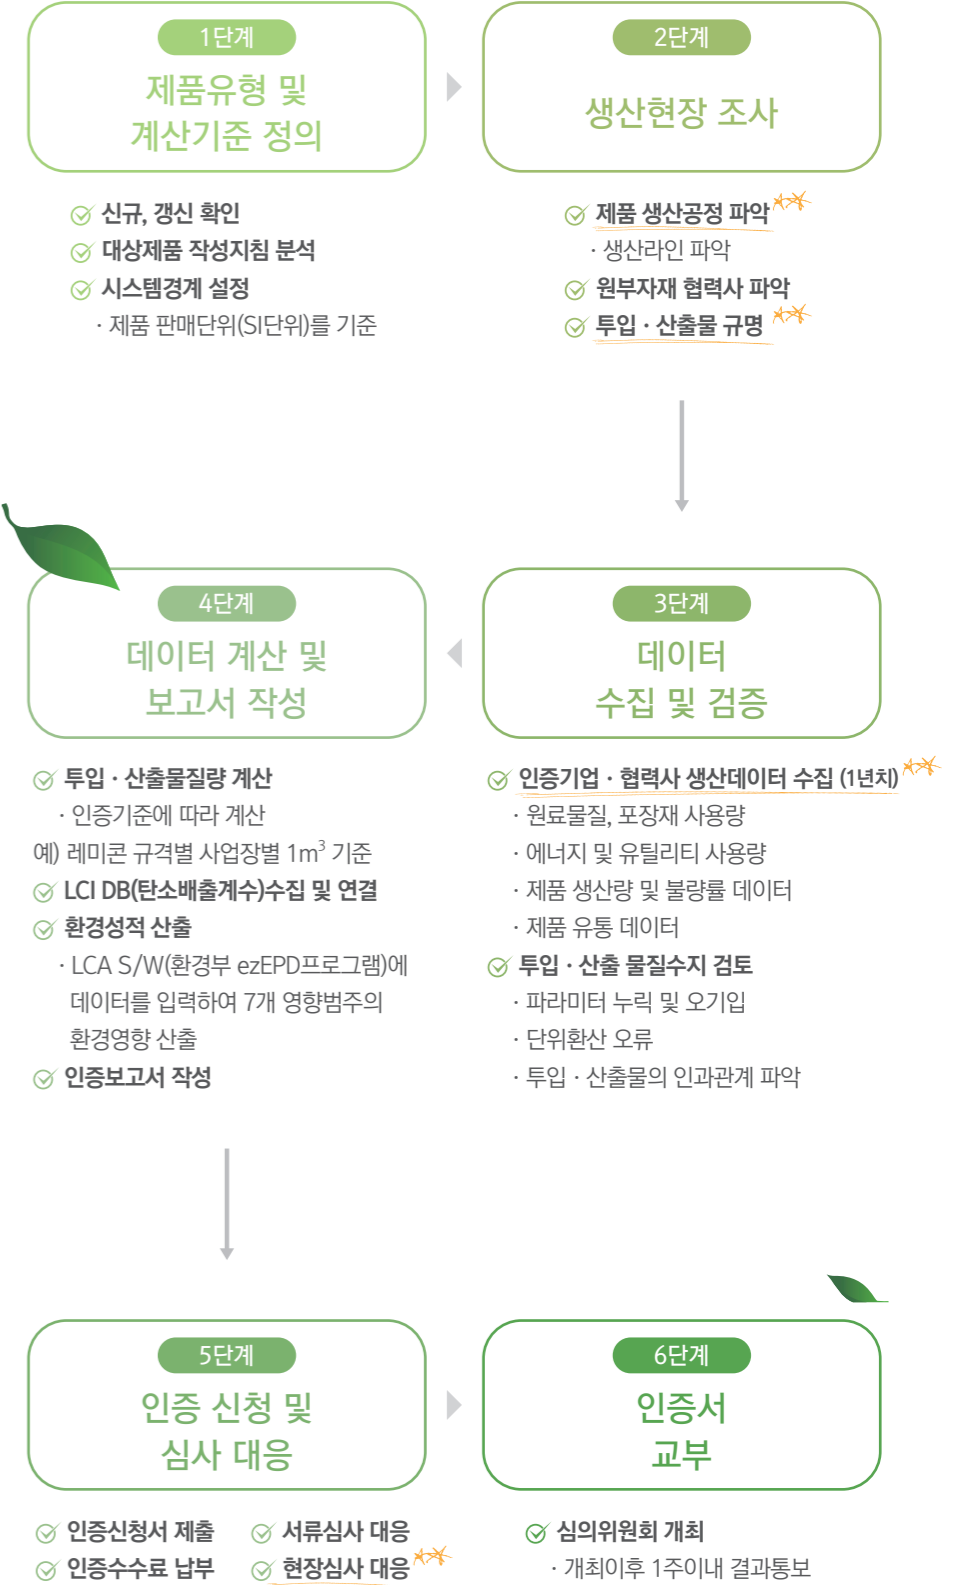 1단계
제품유형 및
계산기준 정의
신규, 갱신 확인
대상제품 작성지침 분석
시스템경계 설정
· 제품 판매단위(SI단위)를 기준
2단계
생산현장 조사
제품 생산공정 파악
· 생산라인 파악
원부자재 협력사 파악
투입 · 산출물 규명
3단계
데이터
수집 및 검증
인증기업 · 협력사 생산데이터 수집 (1년치)
· 원료물질, 포장재 사용량
· 에너지 및 유틸리티 사용량
· 제품 생산량 및 불량률 데이터
· 제품 유통 데이터
투입 · 산출 물질수지 검토
· 파라미터 누릭 및 오기입
· 단위환산 오류
· 투입 · 산출물의 인과관계 파악
4단계
데이터 계산 및
보고서 작성
투입 · 산출물질량 계산
· 인증기준에 따라 계산
예) 레미콘 규격별 사업장별 1m³ 기준
LCI DB(탄소배출계수)수집 및 연결
환경성적 산출
· LCA S/W(환경부 ezEPD프로그램)에
데이터를 입력하여 7개 영향범주의
환경영향 산출
인증보고서 작성
5단계
인증 신청 및
심사 대응
인증신청서 제출
인증수수료 납부
서류심사 대응
현장심사 대응
6단계
인증서
교부
심의위원회 개최
· 개최이후 1주이내 결과통보